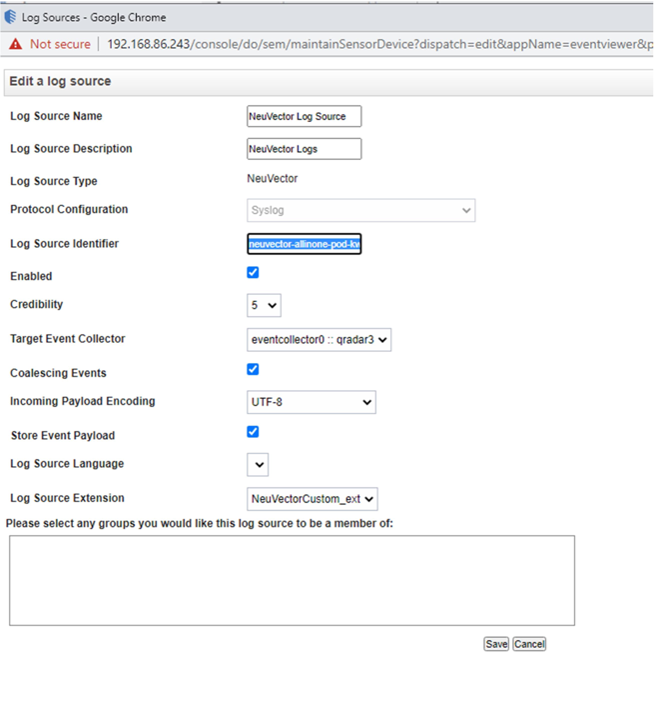 Log Sources - Google Chrome
Not secure | 192.168.86.243/console/do/sem/maintainSensorDevice?dispatch=edit&appName=eventviewer&p
Edit a log source
Log Source Name NeuVector Log Source
Log Source Description NeuVector Logs
Log Source Type NeuVector
Protocol Configuration Syslog
Log Source Identifier neuvector-allinone-pod-kw
Enabled
Credibility 5
Target Event Collector eventcollector0 :: qradar3
Coalescing Events
Incoming Payload Encoding UTF-8
Store Event Payload
Log Source Language
Log Source Extension NeuVectorCustom_ext
Please select any groups you would like this log source to be a member of:
Save Cancel